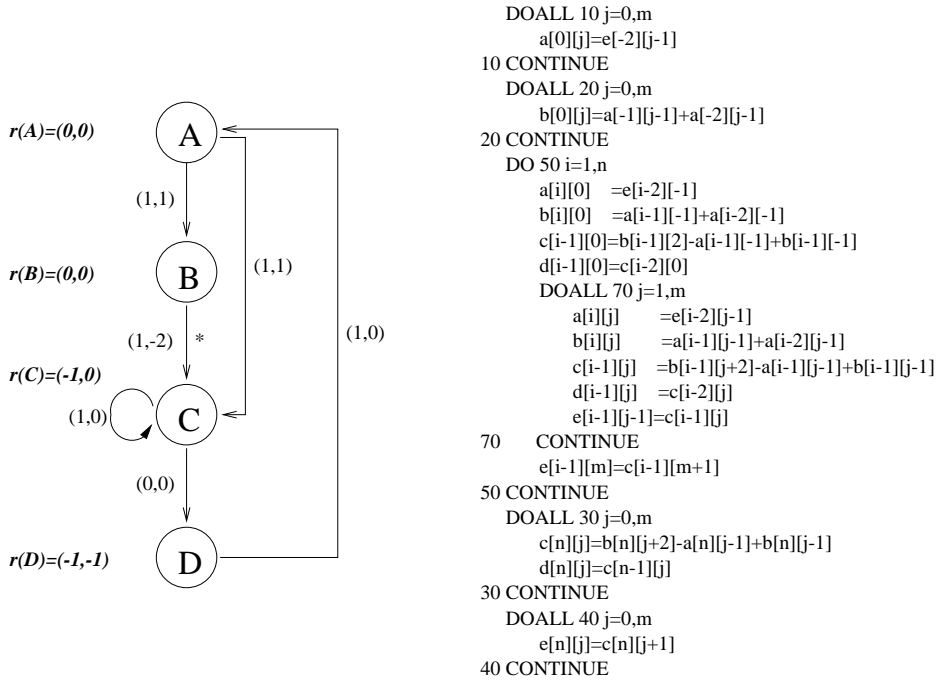 r(A)=(0,0)
A
(1,1)
r(B)=(0,0)
B
(1,1)
(1,-2)
*
(1,0)
r(C)=(-1,0)
(1,0)
C
(0,0)
r(D)=(-1,-1)
D
DOALL 10 j=0,m
a[0][j]=e[-2][j-1]
10 CONTINUE
DOALL 20 j=0,m
b[0][j]=a[-1][j-1]+a[-2][j-1]
20 CONTINUE
DO 50 i=1,n
a[i][0] =e[i-2][-1]
b[i][0] =a[i-1][-1]+a[i-2][-1]
c[i-1][0]=b[i-1][2]-a[i-1][-1]+b[i-1][-1]
d[i-1][0]=c[i-2][0]
DOALL 70 j=1,m
a[i][j] =e[i-2][j-1]
b[i][j] =a[i-1][j-1]+a[i-2][j-1]
c[i-1][j] =b[i-1][j+2]-a[i-1][j-1]+b[i-1][j-1]
d[i-1][j] =c[i-2][j]
e[i-1][j-1]=c[i-1][j]
70 CONTINUE
e[i-1][m]=c[i-1][m+1]
50 CONTINUE
DOALL 30 j=0,m
c[n][j]=b[n][j+2]-a[n][j-1]+b[n][j-1]
d[n][j]=c[n-1][j]
30 CONTINUE
DOALL 40 j=0,m
e[n][j]=c[n][j+1]
40 CONTINUE